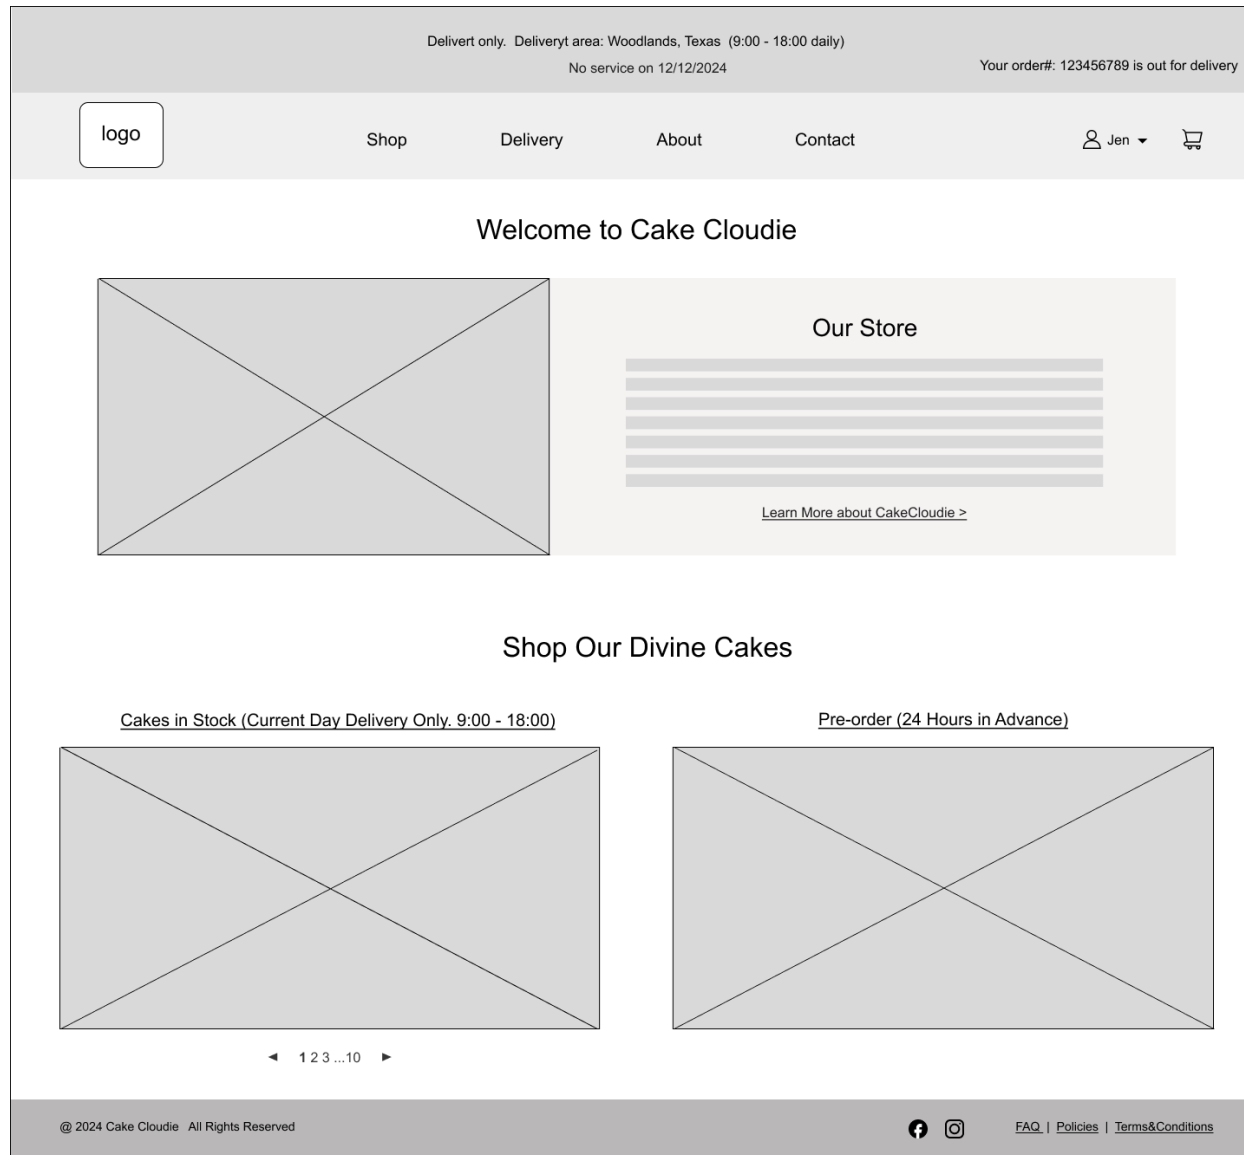 Delivert only.  Deliveryt area: Woodlands, Texas  (9:00 - 18:00 daily)
No service on 12/12/2024
Your order#: 123456789 is out for delivery
logo
Shop
Delivery
About
Contact
Jen
Welcome to Cake Cloudie
Our Store
Learn More about CakeCloudie >
Shop Our Divine Cakes
Cakes in Stock (Current Day Delivery Only. 9:00 - 18:00)
Pre-order (24 Hours in Advance)
1 2 3 ...10
@ 2024 Cake Cloudie   All Rights Reserved
FAQ | Policies | Terms&Conditions